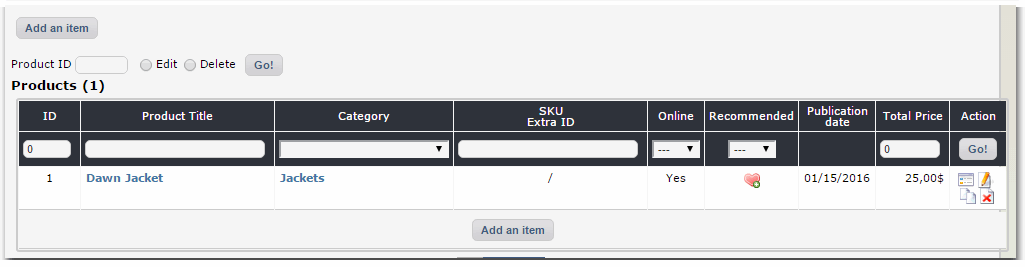 Add an item
Product ID Edit Delete Go!
Products (1)
ID Product Title Category SKU Extra ID Online Recommended Publication date Total Price Action
0 --- --- 0 Go!
1 Dawn Jacket Jackets / Yes 01/15/2016 25,00$
Add an item